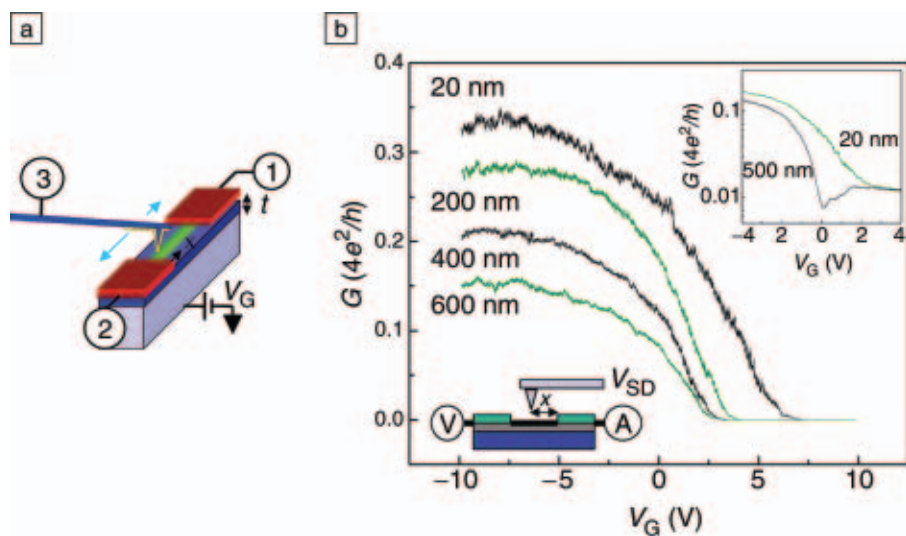 a
3
1
t
V_G
2
b
G (4e²/h)
0.4
0.3
0.2
0.1
0.0
20 nm
200 nm
400 nm
600 nm
−10
−5
0
5
10
V_G (V)
V_SD
x
V
A
G (4e²/h)
0.1
0.01
20 nm
500 nm
−4 −2 0 2 4
V_G (V)